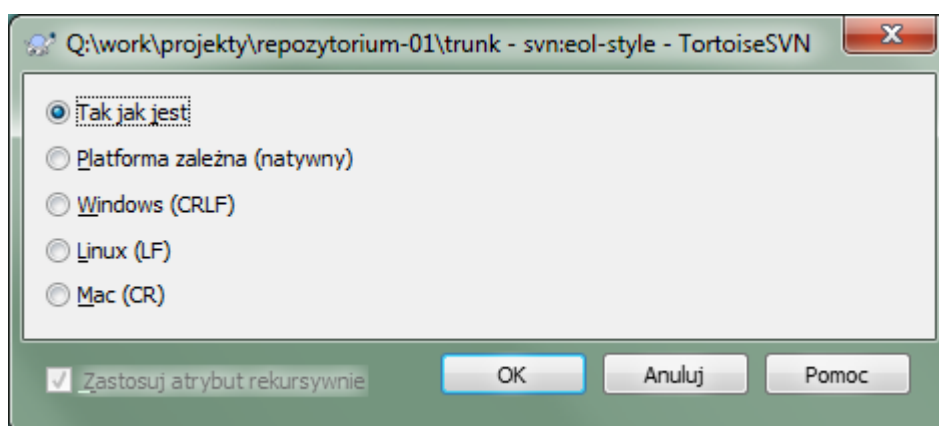 Q:\work\projekty\repozytorium-01\trunk - svn:eol-style - TortoiseSVN
Tak jak jest
Platforma zależna (natywny)
Windows (CRLF)
Linux (LF)
Mac (CR)
Zastosuj atrybut rekursywnie OK Anuluj Pomoc